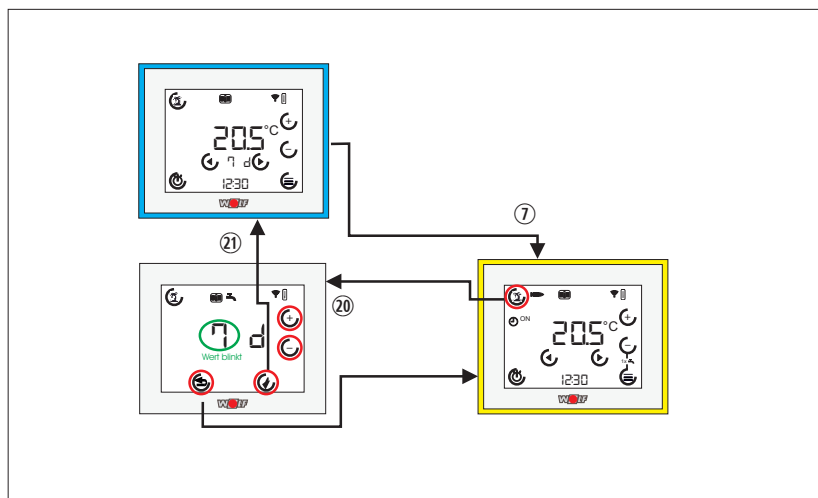 20.5°C
7 d
12:30
WOLF
㉑
⑦
⑳
7 d
Wert blinkt
WOLF
ON
20.5°C
1x
12:30
WOLF